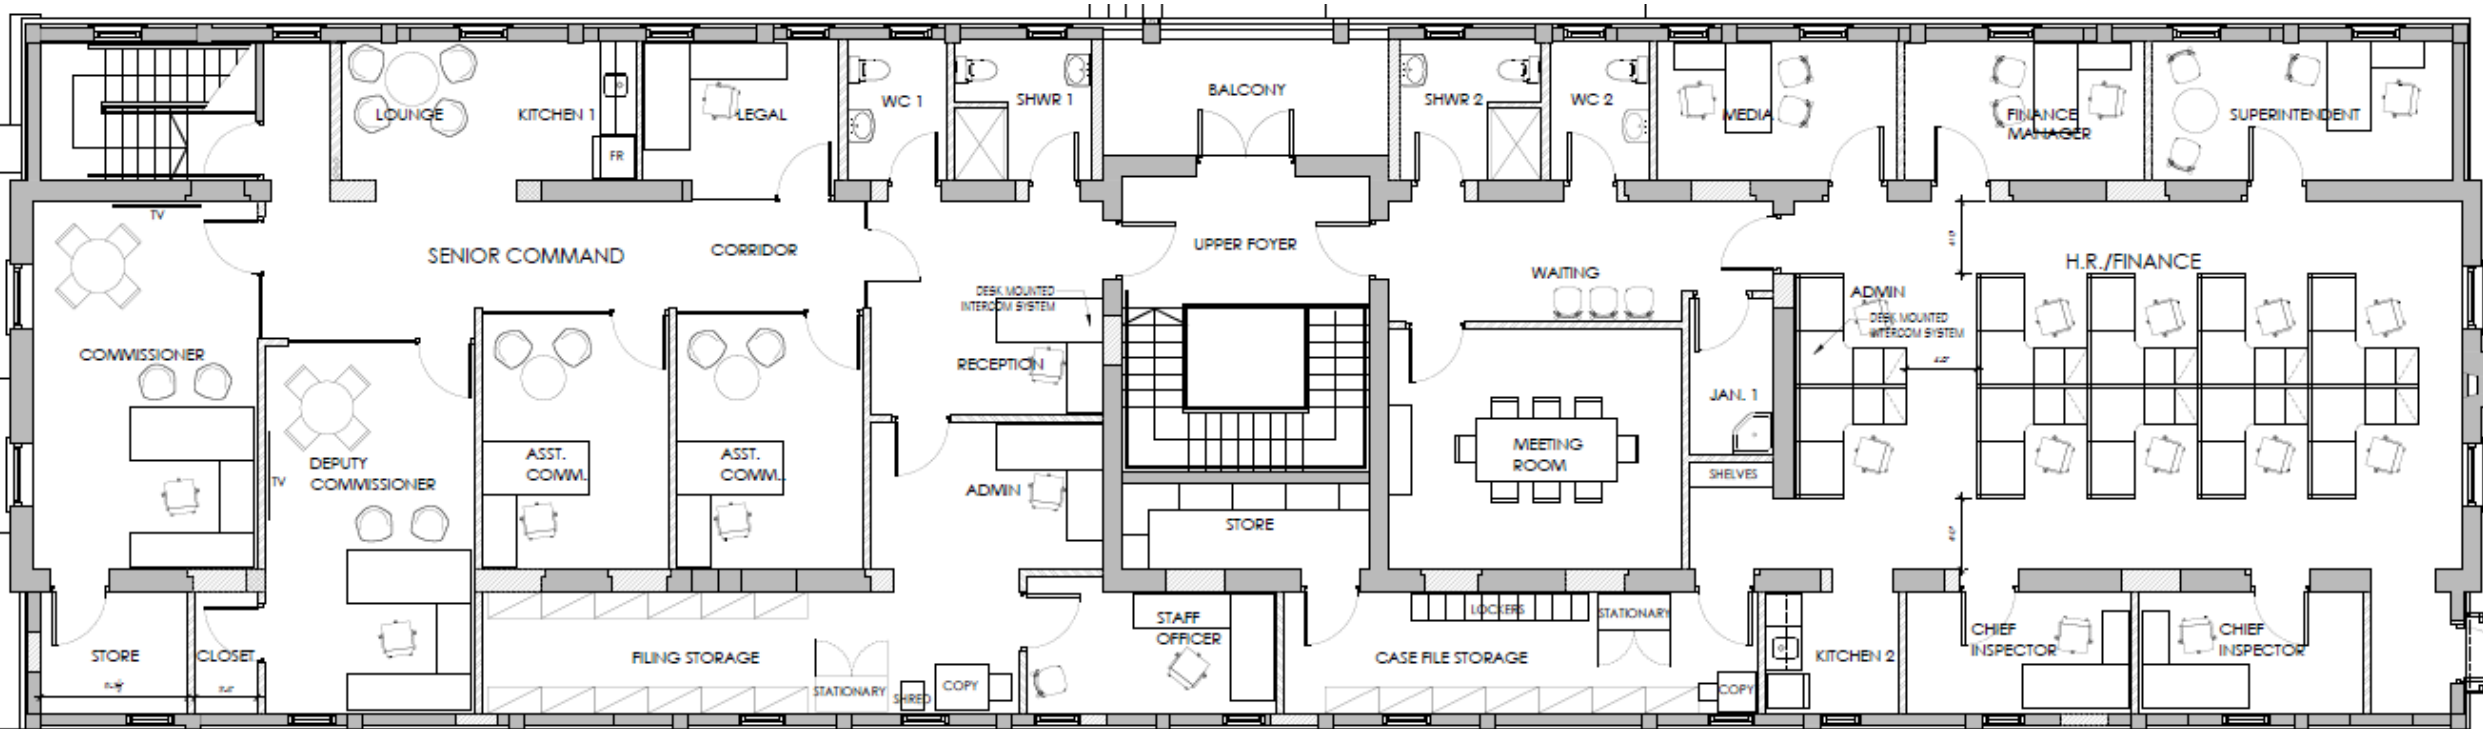 BALCONY
LOUNGE
KITCHEN 1
FR
LEGAL
WC 1
SHWR 1
SHWR 2
WC 2
MEDIA
FINANCE
MANAGER
SUPERINTENDENT
TV
SENIOR COMMAND
CORRIDOR
UPPER FOYER
WAITING
H.R./FINANCE
DESK MOUNTED
INTERCOM SYSTEM
ADMIN
DESK MOUNTED
INTERCOM SYSTEM
COMMISSIONER
RECEPTION
JAN. 1
MEETING
ROOM
SHELVES
DEPUTY
COMMISSIONER
TV
ASST.
COMM.
ASST.
COMM.
ADMIN
STORE
STORE
CLOSET
FILING STORAGE
STATIONARY
SHRED
COPY
STAFF
OFFICER
CASE FILE STORAGE
LOCKERS
STATIONARY
COPY
KITCHEN 2
CHIEF
INSPECTOR
CHIEF
INSPECTOR